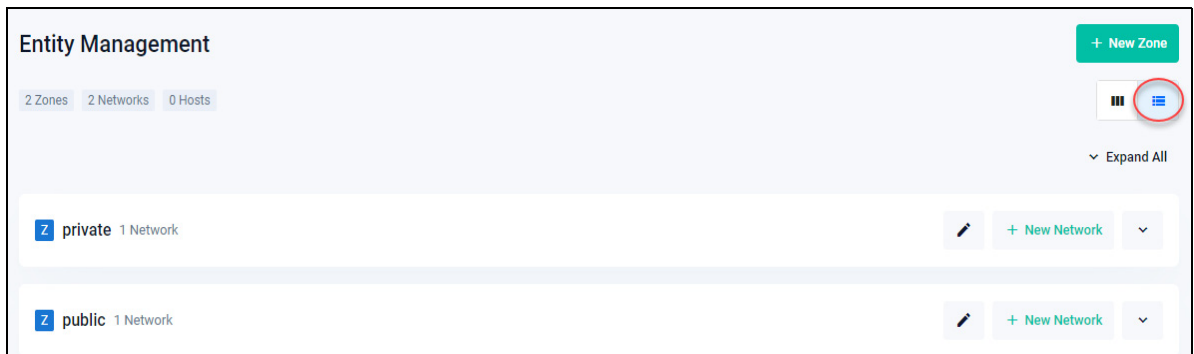 Entity Management
+ New Zone
2 Zones 2 Networks 0 Hosts
Expand All
Z private 1 Network
+ New Network
Z public 1 Network
+ New Network